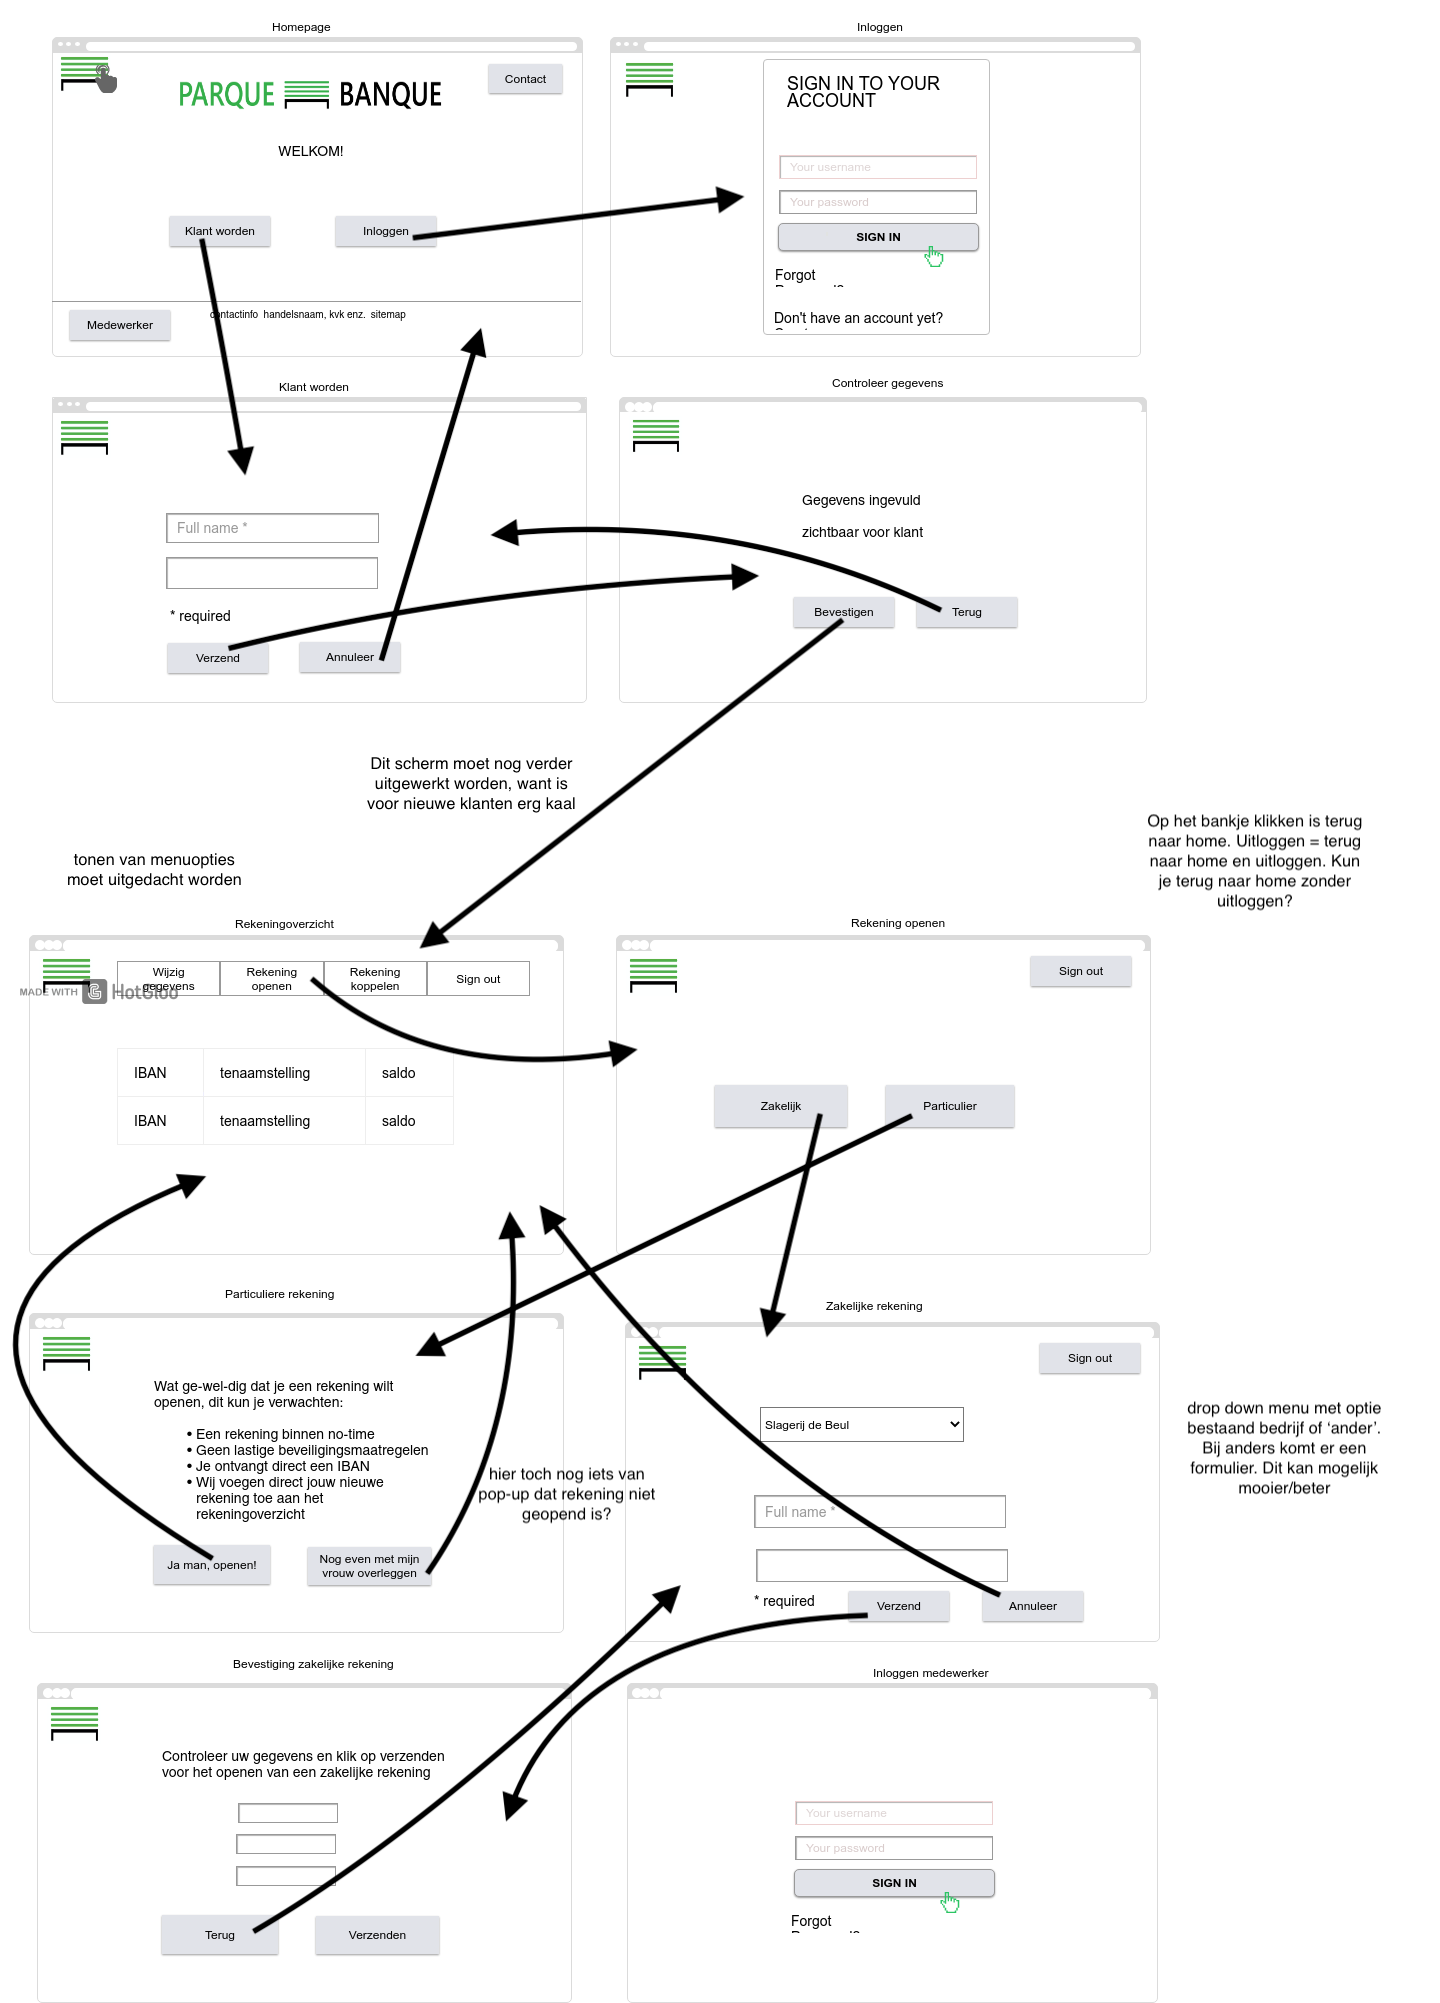 Homepage
Inloggen
PARQUE BANQUE
Contact
WELKOM!
Klant worden
Inloggen
Medewerker
contactinfo handelsnaam, kvk enz. sitemap
SIGN IN TO YOUR
ACCOUNT
Your username
Your password
SIGN IN
Forgot
Don't have an account yet?
Klant worden
Controleer gegevens
Full name *
* required
Verzend
Annuleer
Gegevens ingevuld
zichtbaar voor klant
Bevestigen
Terug
Dit scherm moet nog verder
uitgewerkt worden, want is
voor nieuwe klanten erg kaal
tonen van menuopties
moet uitgedacht worden
Op het bankje klikken is terug
naar home. Uitloggen = terug
naar home en uitloggen. Kun
je terug naar home zonder
uitloggen?
Rekeningoverzicht
Rekening openen
Wijzig
gegevens
Rekening
openen
Rekening
koppelen
Sign out
MADE WITH HotGloo
IBAN tenaamstelling saldo
IBAN tenaamstelling saldo
Sign out
Zakelijk
Particulier
Particuliere rekening
Zakelijke rekening
Wat ge-wel-dig dat je een rekening wilt
openen, dit kun je verwachten:
• Een rekening binnen no-time
• Geen lastige beveiligingsmaatregelen
• Je ontvangt direct een IBAN
• Wij voegen direct jouw nieuwe
rekening toe aan het
rekeningoverzicht
Ja man, openen!
Nog even met mijn
vrouw overleggen
hier toch nog iets van
pop-up dat rekening niet
geopend is?
Sign out
Slagerij de Beul
Full name *
* required
Verzend
Annuleer
drop down menu met optie
bestaand bedrijf of ‘ander’.
Bij anders komt er een
formulier. Dit kan mogelijk
mooier/beter
Bevestiging zakelijke rekening
Inloggen medewerker
Controleer uw gegevens en klik op verzenden
voor het openen van een zakelijke rekening
Terug
Verzenden
Your username
Your password
SIGN IN
Forgot